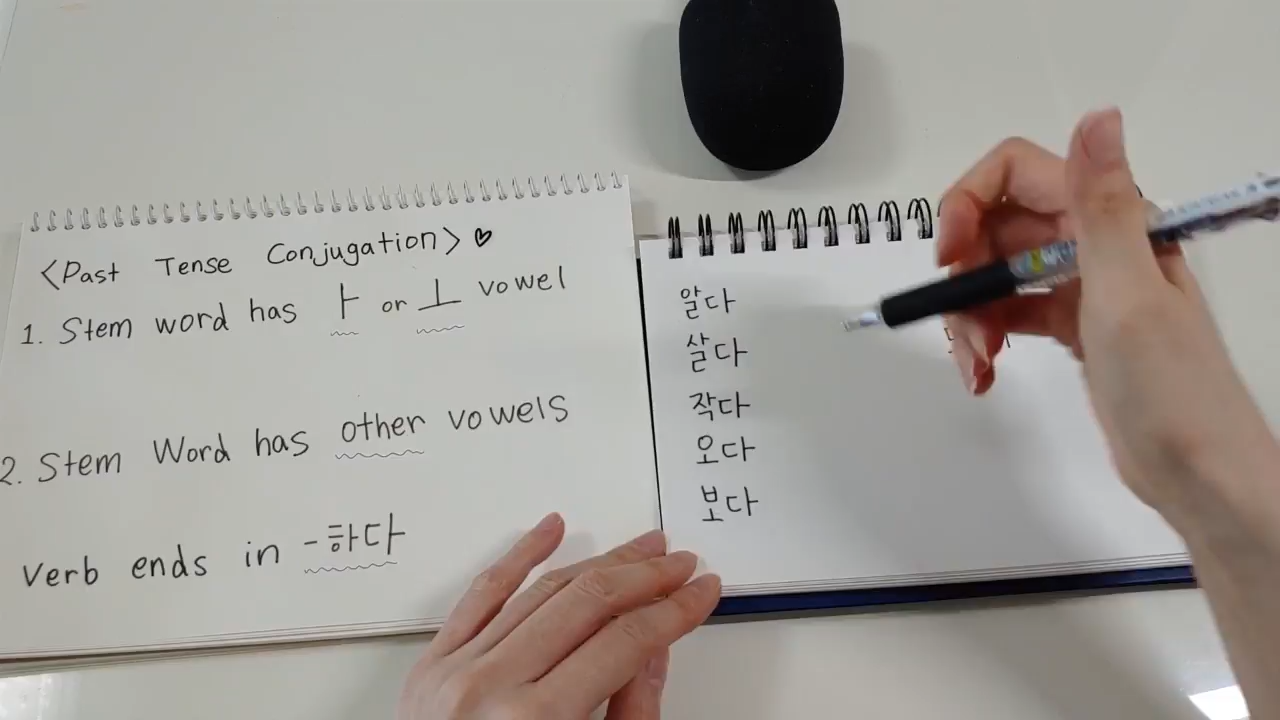 <Past Tense Conjugation> ♡
1. Stem word has ㅏ or ㅗ vowel
2. Stem Word has other vowels
Verb ends in -하다
알다
살다
작다
오다
보다